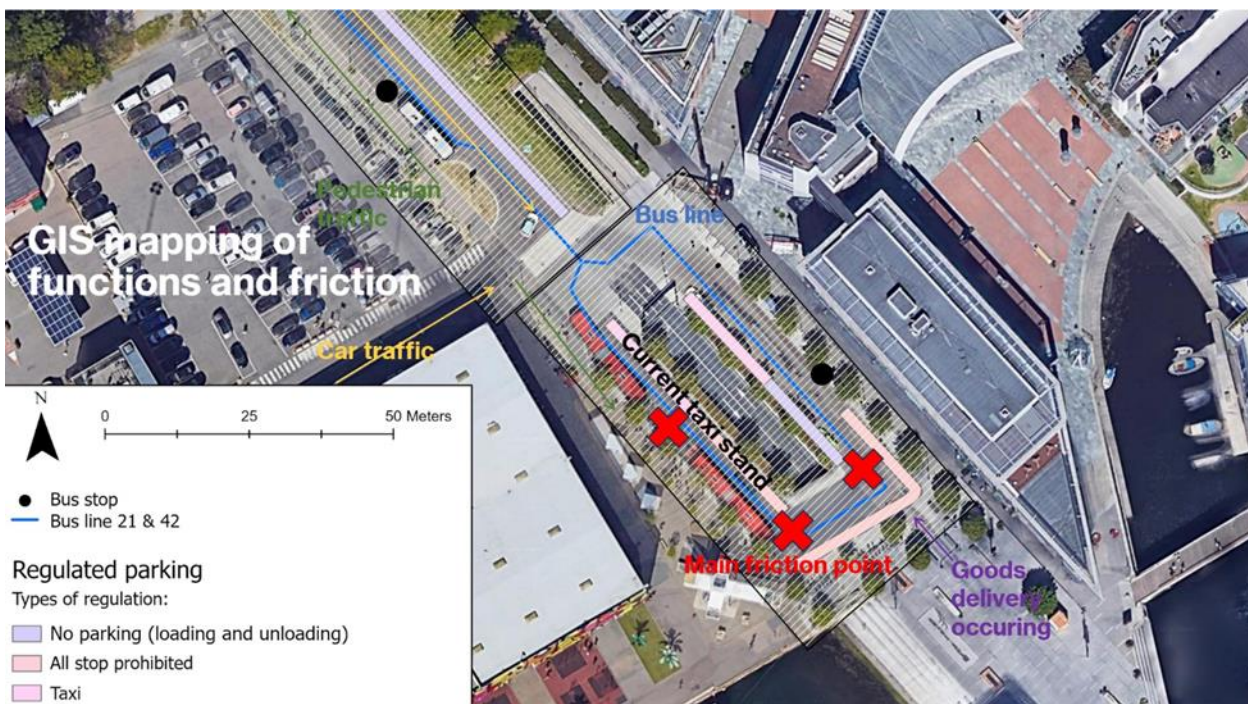 Pedestrian
traffic
Bus line
GIS mapping of
functions and friction
Car traffic
Current taxi stand
Main friction point
Goods
delivery
occuring
N
0 25 50 Meters
Bus stop
Bus line 21 & 42
Regulated parking
Types of regulation:
No parking (loading and unloading)
All stop prohibited
Taxi